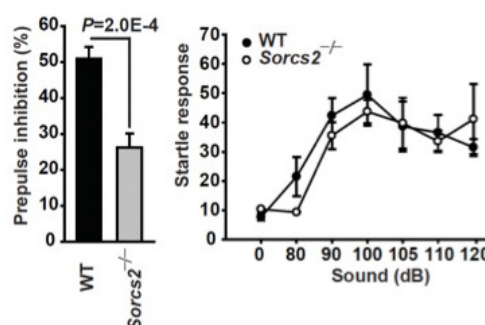 P=2.0E-4
Prepulse inhibition (%)
60
50
40
30
20
10
0
WT
Sorcs2–/–
WT
Sorcs2–/–
Startle response
70
60
50
40
30
20
10
0
0 80 90 100 105 110 120
Sound (dB)